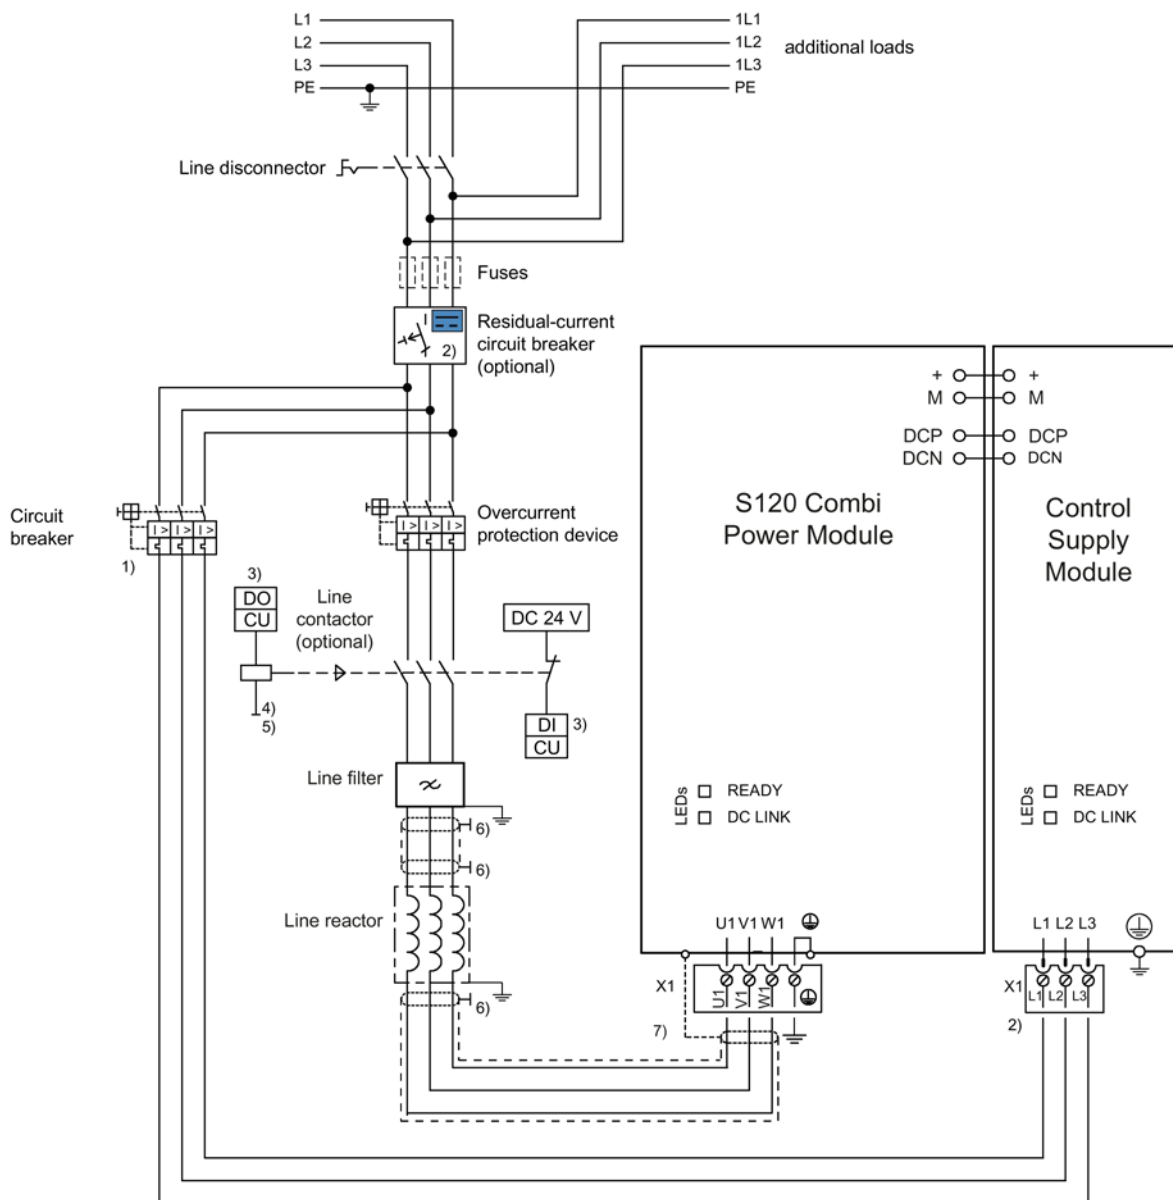 L1
1L1
L2
1L2
additional loads
L3
1L3
PE
PE
Line disconnector
Fuses
Residual-current
circuit breaker
(optional)
2)
+
+
M
M
DCP
DCP
DCN
DCN
S120 Combi
Power Module
Control
Supply
Module
Circuit
breaker
I > I > I >
1)
I > I > I >
Overcurrent
protection device
3)
DO
CU
Line
contactor
(optional)
DC 24 V
4)
5)
DI
CU
3)
Line filter
6)
6)
LEDs
READY
DC LINK
LEDs
READY
DC LINK
Line reactor
6)
U1 V1 W1
X1
U1 V1 W1
7)
L1 L2 L3
X1
L1 L2 L3
2)